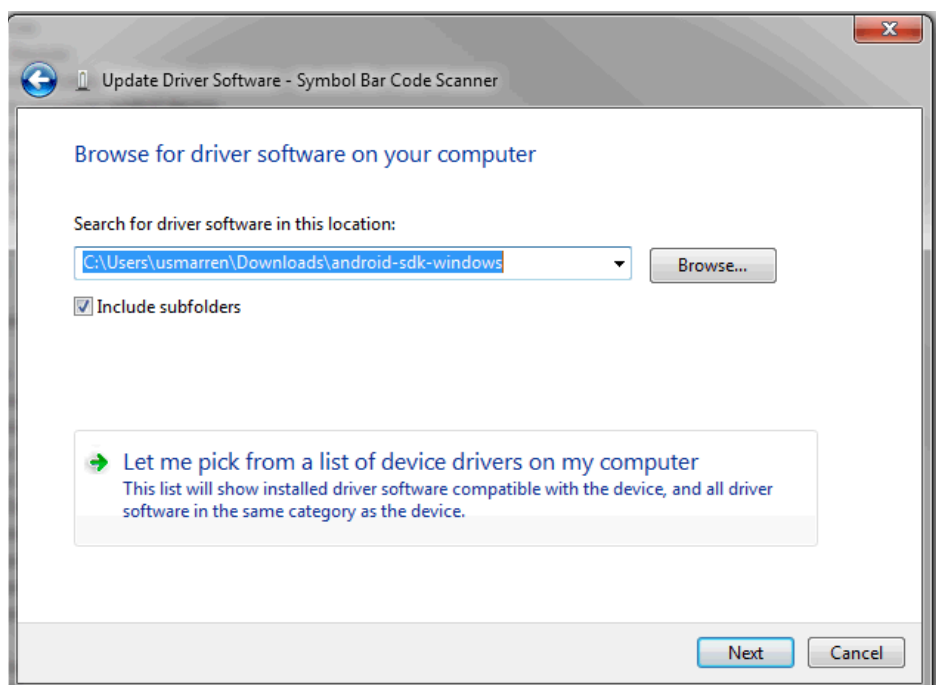 Update Driver Software - Symbol Bar Code Scanner
Browse for driver software on your computer
Search for driver software in this location:
C:\Users\usmarren\Downloads\android-sdk-windows
Browse...
Include subfolders
Let me pick from a list of device drivers on my computer
This list will show installed driver software compatible with the device, and all driver
software in the same category as the device.
Next
Cancel